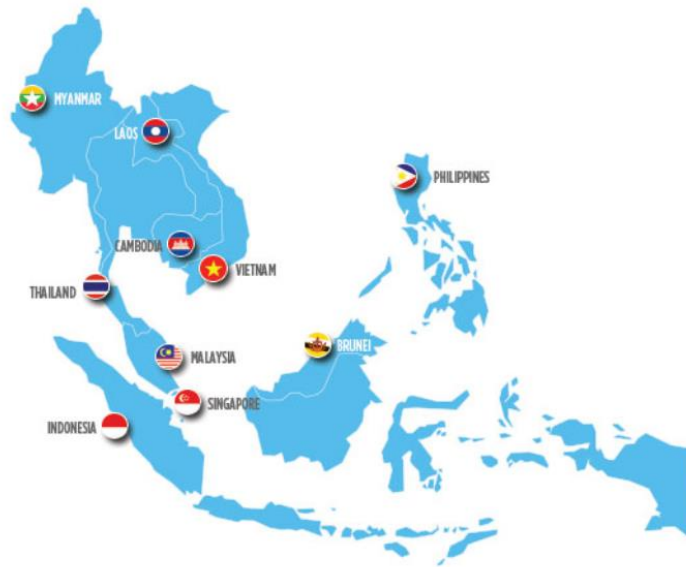 MYANMAR
LAOS
PHILIPPINES
CAMBODIA
VIETNAM
THAILAND
BRUNEI
MALAYSIA
SINGAPORE
INDONESIA